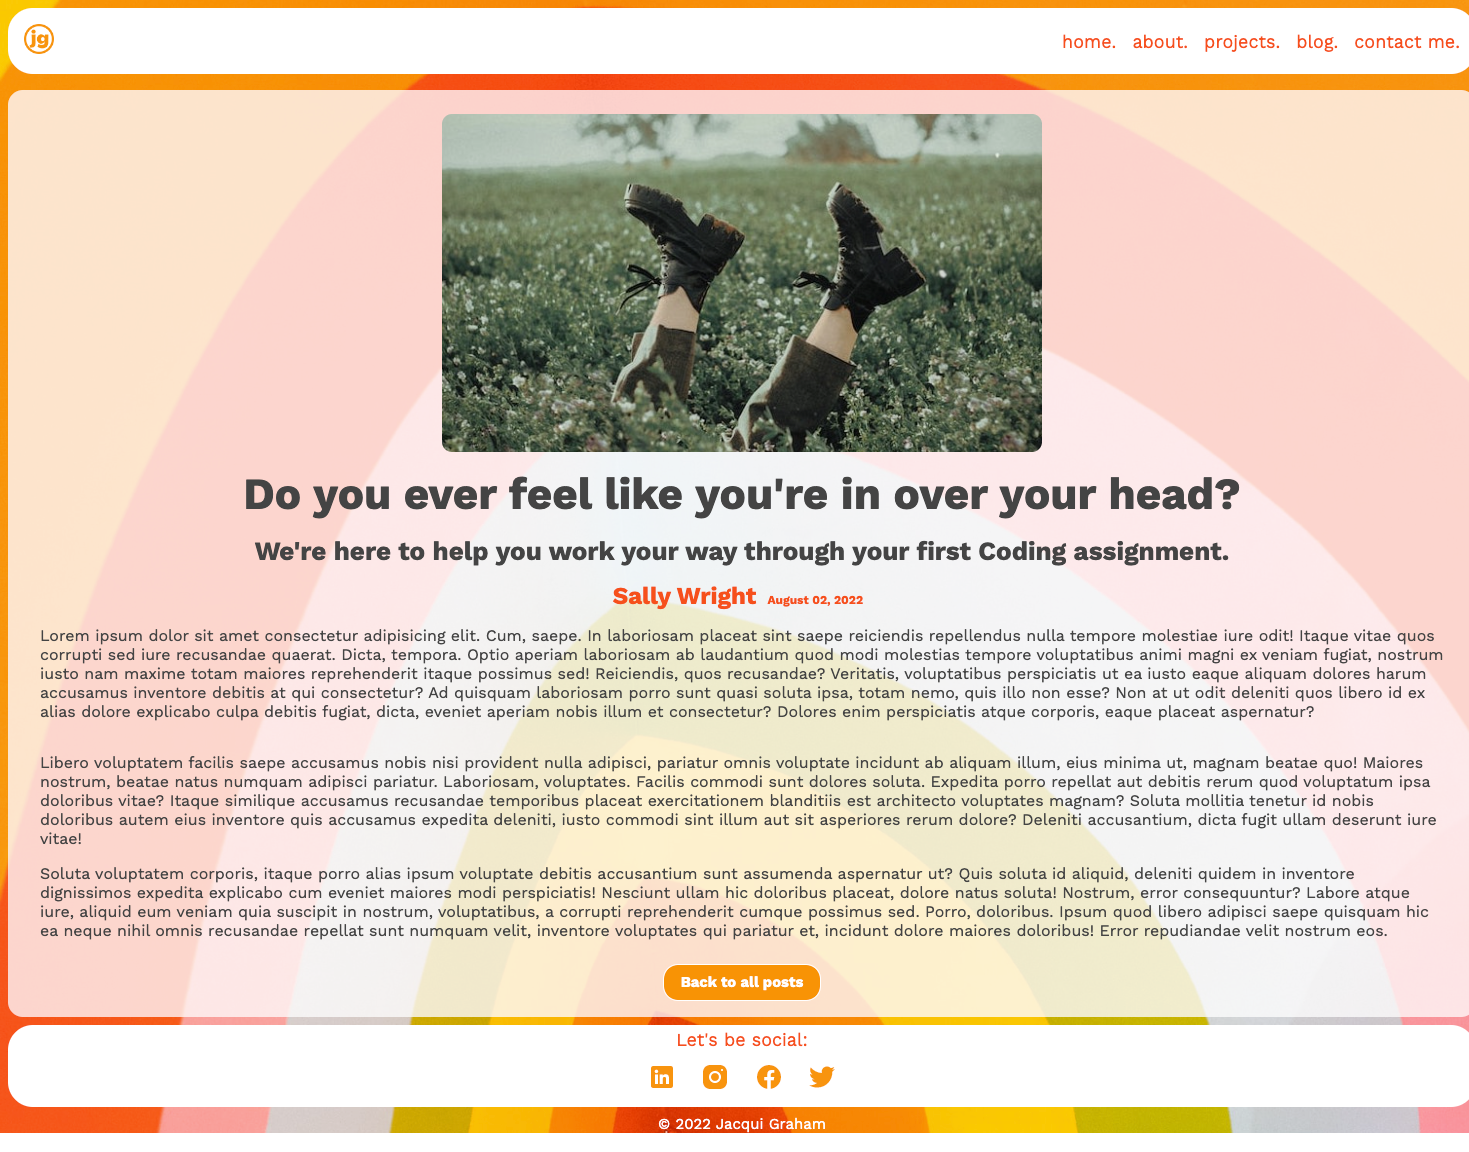 jg
home. about. projects. blog. contact me.
Do you ever feel like you're in over your head?
We're here to help you work your way through your first Coding assignment.
Sally Wright August 02, 2022
Lorem ipsum dolor sit amet consectetur adipisicing elit. Cum, saepe. In laboriosam placeat sint saepe reiciendis repellendus nulla tempore molestiae iure odit! Itaque vitae quos
corrupti sed iure recusandae quaerat. Dicta, tempora. Optio aperiam laboriosam ab laudantium quod modi molestias tempore voluptatibus animi magni ex veniam fugiat, nostrum
iusto nam maxime totam maiores reprehenderit itaque possimus sed! Reiciendis, quos recusandae? Veritatis, voluptatibus perspiciatis ut ea iusto eaque aliquam dolores harum
accusamus inventore debitis at qui consectetur? Ad quisquam laboriosam porro sunt quasi soluta ipsa, totam nemo, quis illo non esse? Non at ut odit deleniti quos libero id ex
alias dolore explicabo culpa debitis fugiat, dicta, eveniet aperiam nobis illum et consectetur? Dolores enim perspiciatis atque corporis, eaque placeat aspernatur?
Libero voluptatem facilis saepe accusamus nobis nisi provident nulla adipisci, pariatur omnis voluptate incidunt ab aliquam illum, eius minima ut, magnam beatae quo! Maiores
nostrum, beatae natus numquam adipisci pariatur. Laboriosam, voluptates. Facilis commodi sunt dolores soluta. Expedita porro repellat aut debitis rerum quod voluptatum ipsa
doloribus vitae? Itaque similique accusamus recusandae temporibus placeat exercitationem blanditiis est architecto voluptates magnam? Soluta mollitia tenetur id nobis
doloribus autem eius inventore quis accusamus expedita deleniti, iusto commodi sint illum aut sit asperiores rerum dolore? Deleniti accusantium, dicta fugit ullam deserunt iure
vitae!
Soluta voluptatem corporis, itaque porro alias ipsum voluptate debitis accusantium sunt assumenda aspernatur ut? Quis soluta id aliquid, deleniti quidem in inventore
dignissimos expedita explicabo cum eveniet maiores modi perspiciatis! Nesciunt ullam hic doloribus placeat, dolore natus soluta! Nostrum, error consequuntur? Labore atque
iure, aliquid eum veniam quia suscipit in nostrum, voluptatibus, a corrupti reprehenderit cumque possimus sed. Porro, doloribus. Ipsum quod libero adipisci saepe quisquam hic
ea neque nihil omnis recusandae repellat sunt numquam velit, inventore voluptates qui pariatur et, incidunt dolore maiores doloribus! Error repudiandae velit nostrum eos.
Back to all posts
Let's be social:
© 2022 Jacqui Graham